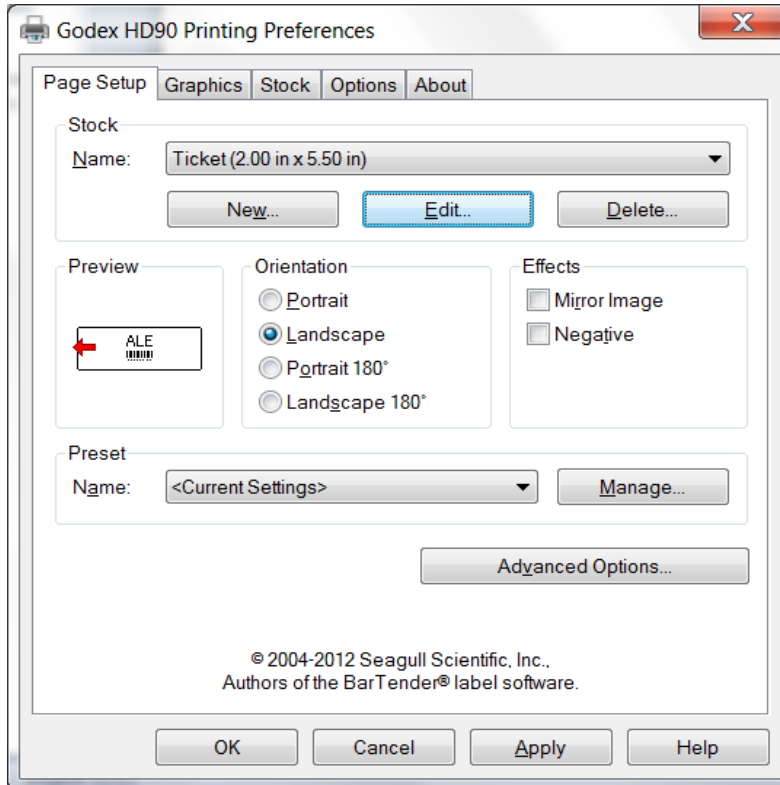 Godex HD90 Printing Preferences
X
Page Setup Graphics Stock Options About
Stock
Name: Ticket (2.00 in x 5.50 in)
New... Edit... Delete...
Preview Orientation Effects
Portrait Mirror Image
ALE Landscape Negative
Portrait 180°
Landscape 180°
Preset
Name: <Current Settings> Manage...
Advanced Options...
© 2004-2012 Seagull Scientific, Inc.,
Authors of the BarTender® label software.
OK Cancel Apply Help